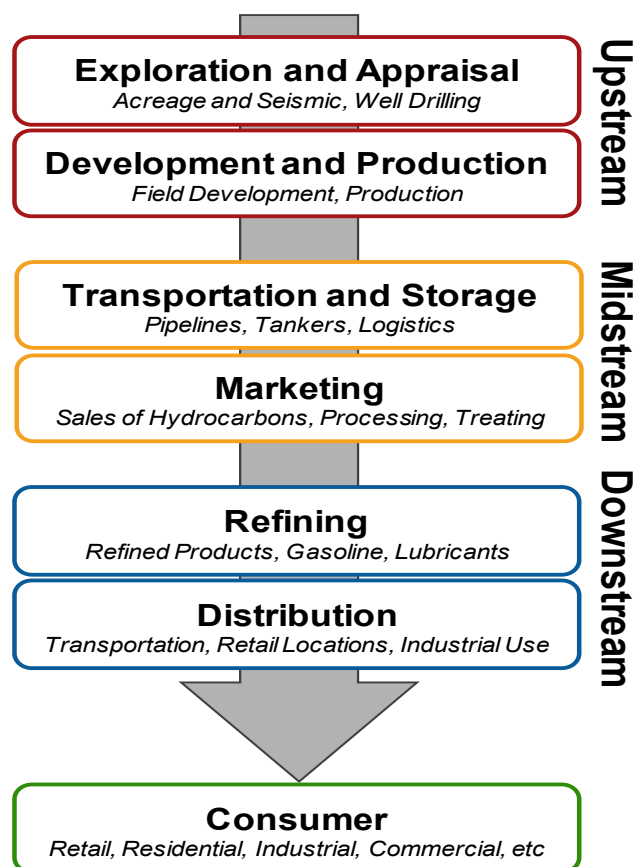 Exploration and Appraisal
Acreage and Seismic, Well Drilling
Development and Production
Field Development, Production
Upstream
Transportation and Storage
Pipelines, Tankers, Logistics
Marketing
Sales of Hydrocarbons, Processing, Treating
Midstream
Refining
Refined Products, Gasoline, Lubricants
Distribution
Transportation, Retail Locations, Industrial Use
Downstream
Consumer
Retail, Residential, Industrial, Commercial, etc